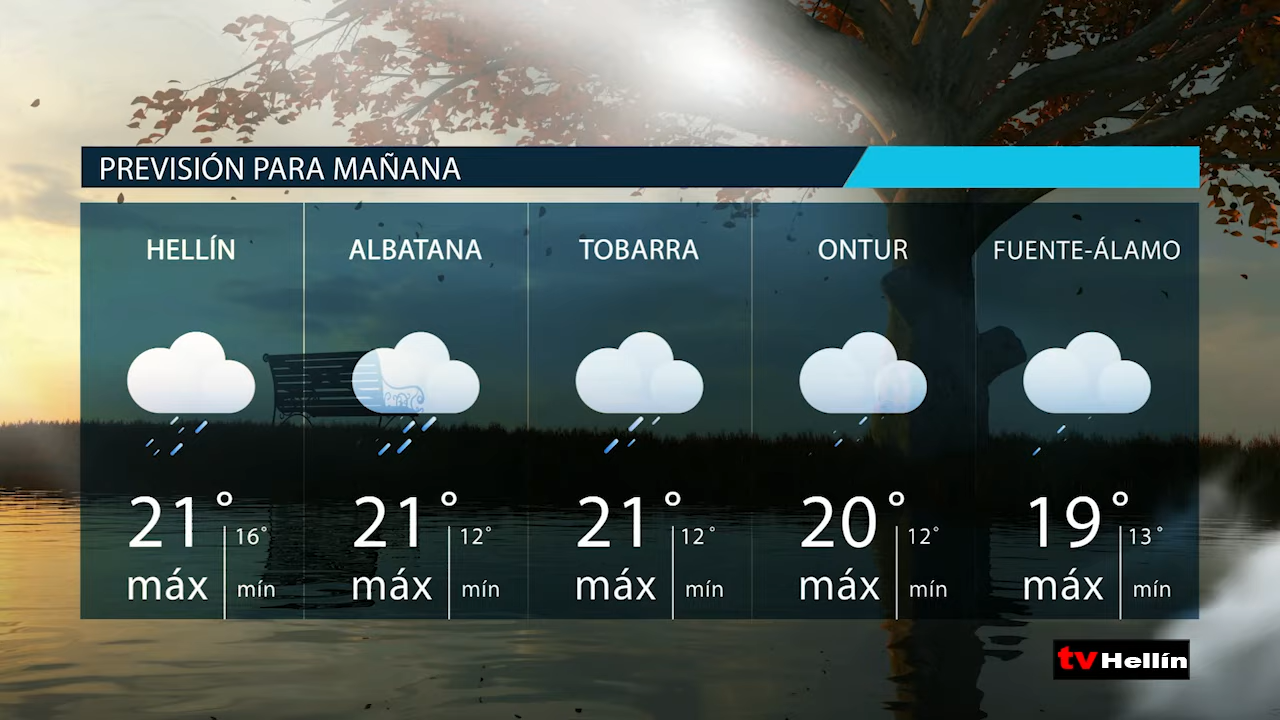 PREVISIÓN PARA MAÑANA
HELLÍN
21° máx
16° mín
ALBATANA
21° máx
12° mín
TOBARRA
21° máx
12° mín
ONTUR
20° máx
12° mín
FUENTE-ÁLAMO
19° máx
13° mín
tv Hellín